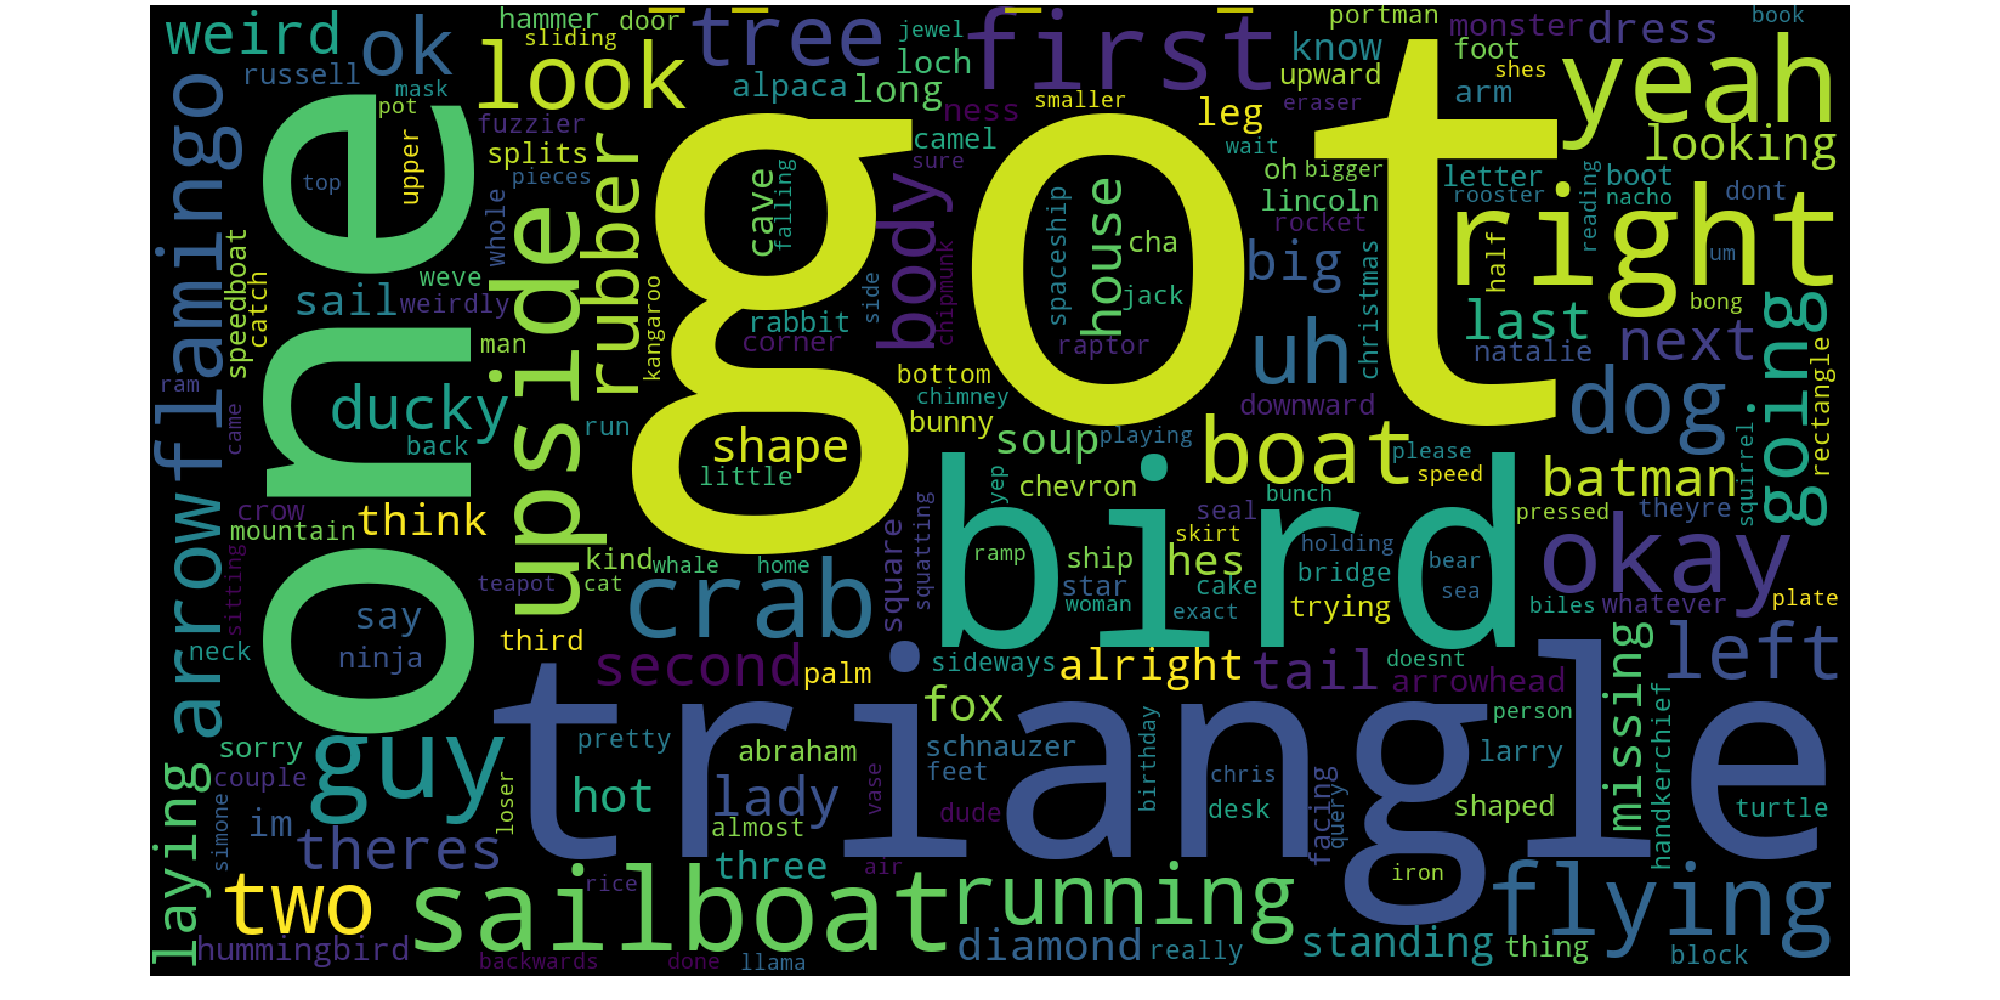 weird
ok
hammer
door
sliding
look
tree
jewel
first
portman
monster
dress
book
russell
mask
pot
alpaca
loch
long
know
upward
foot
shes
yeah
flamingo
one
upper
fuzzier
splits
rubber
ness
smaller
camel
leg
eraser
arm
looking
top
pieces
sure
wait
oh
bigger
letter
rooster
boot
nacho
dont
got
right
reading
whole
upside
cave
falling
body
spaceship
house
cha
lincoln
rocket
big
christmas
half
um
bong
speedboat
catch
weve
sail
weirdly
kangaroo
rabbit
side
chipmunk
jack
corner
raptor
uh
last
natalie
next
going
rectangle
man
ram
ducky
bottom
chimney
bunny
downward
dog
came
back
run
shape
little
soup
playing
boat
please
speed
batman
squirrel
arrow
crow
mountain
think
chevron
yep
bird
seal
bunch
pressed
theyre
okay
sitting
kind
whale
home
teapot
cat
crab
square
squatting
ramp
ship
skirt
hes
holding
bridge
bear
sea
star
cake
woman
exact
trying
biles
whatever
plate
say
third
neck
ninja
second
palm
sideways
alright
tail
doesnt
arrowhead
missing
left
handkerchief
triangle
fox
person
sorry
guy
pretty
abraham
schnauzer
feet
birthday
larry
laying
couple
loser
hot
lady
vase
dude
chris
desk
facing
query
shaped
turtle
simone
im
theres
almost
three
air
iron
two
sailboat
rice
running
flying
hummingbird
backwards
done
llama
diamond
really
standing
thing
block